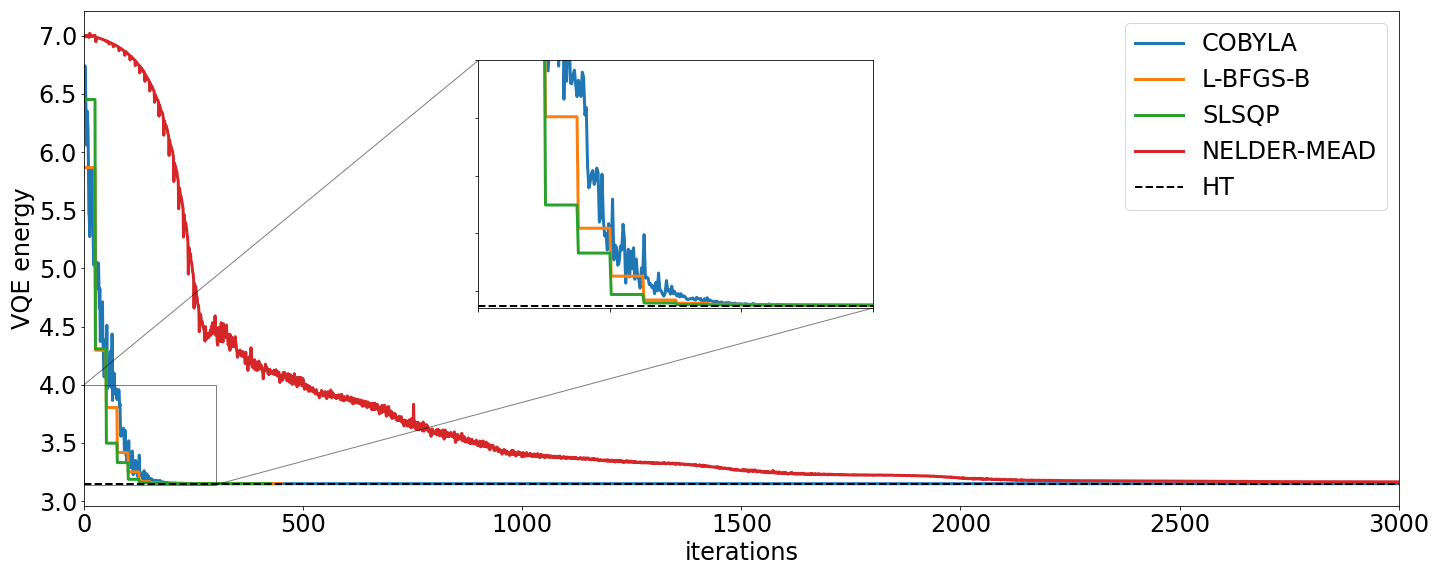 7.0
6.5
6.0
5.5
5.0
4.5
4.0
3.5
3.0
VQE energy
0
500
1000
1500
2000
2500
3000
iterations
COBYLA
L-BFGS-B
SLSQP
NELDER-MEAD
HT